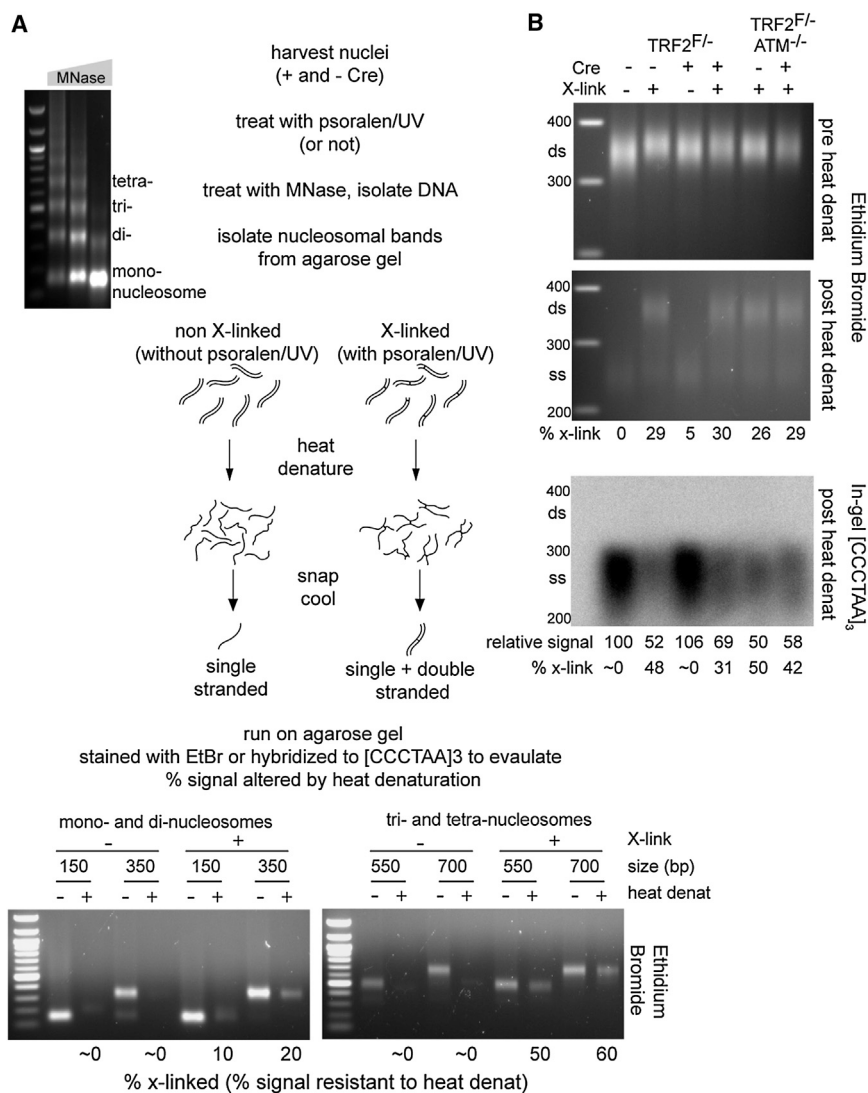 A
MNase
tetra-
tri-
di-
mono-
nucleosome
harvest nuclei
(+ and - Cre)
treat with psoralen/UV
(or not)
treat with MNase, isolate DNA
isolate nucleosomal bands
from agarose gel
non X-linked
(without psoralen/UV)
X-linked
(with psoralen/UV)
heat
denature
snap
cool
single
stranded
single + double
stranded
run on agarose gel
stained with EtBr or hybridized to [CCCTAA]3 to evaulate
% signal altered by heat denaturation
mono- and di-nucleosomes
tri- and tetra-nucleosomes
– + – + X-link
150 350 150 350 550 700 550 700 size (bp)
- + - + - + - + - + - + - + - + heat denat
Ethidium
Bromide
~0 ~0 10 20 ~0 ~0 50 60
% x-linked (% signal resistant to heat denat)
B
TRF2F/-
TRF2F/-
ATM-/-
Cre - - + + - +
X-link - + - + + +
400
ds
300
pre heat denat
400
ds
300
ss
200
post heat denat
Ethidium Bromide
% x-link 0 29 5 30 26 29
400
ds
300
ss
200
post heat denat
In-gel [CCCTAA]3
relative signal 100 52 106 69 50 58
% x-link ~0 48 ~0 31 50 42